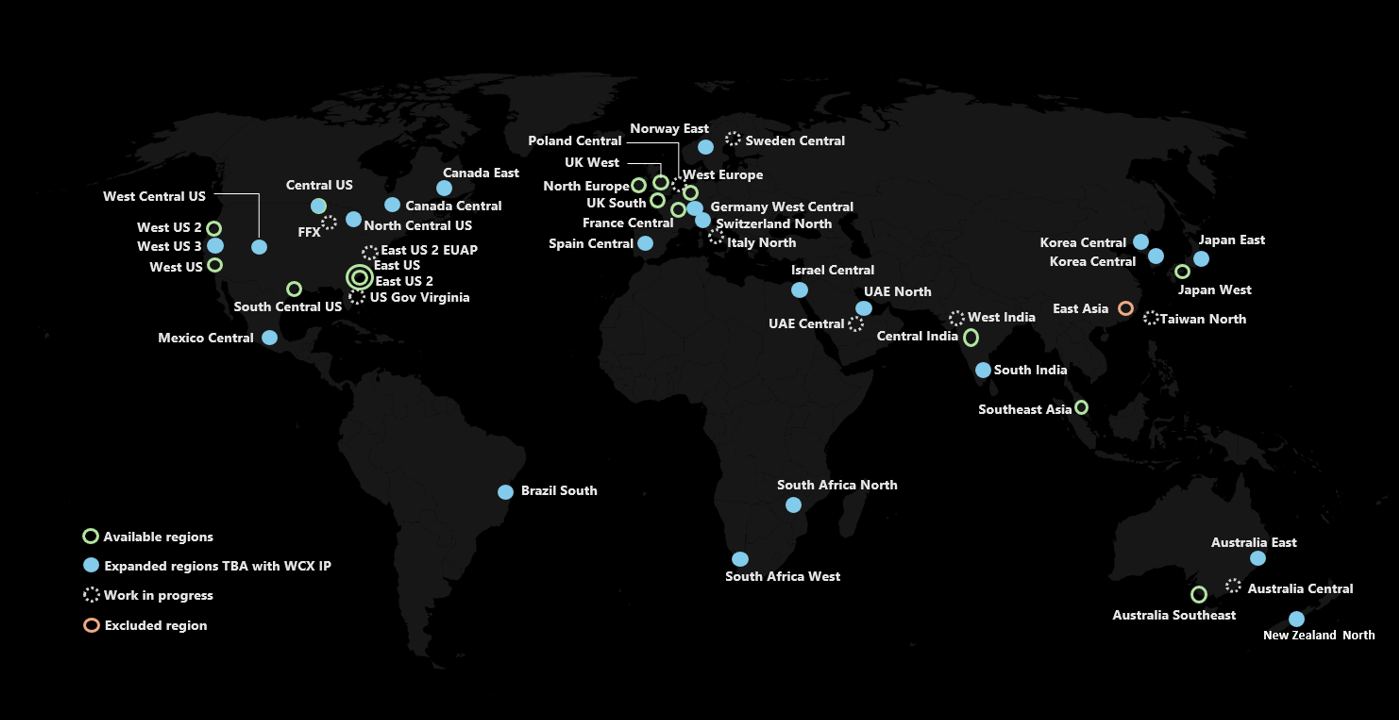 Norway East
Poland Central
Sweden Central
UK West
Canada East
West Europe
Central US
North Europe
West Central US
UK South
Canada Central
Germany West Central
France Central
Switzerland North
West US 2
FFX
North Central US
Spain Central
Italy North
Korea Central
Japan East
West US 3
East US 2 EUAP
Korea Central
West US
East US
Israel Central
East US 2
UAE North
Japan West
US Gov Virginia
South Central US
East Asia
West India
Taiwan North
UAE Central
Mexico Central
Central India
South India
Southeast Asia
South Africa North
Brazil South
Available regions
Australia East
Expanded regions TBA with WCX IP
South Africa West
Australia Central
Work in progress
Australia Southeast
Excluded region
New Zealand North